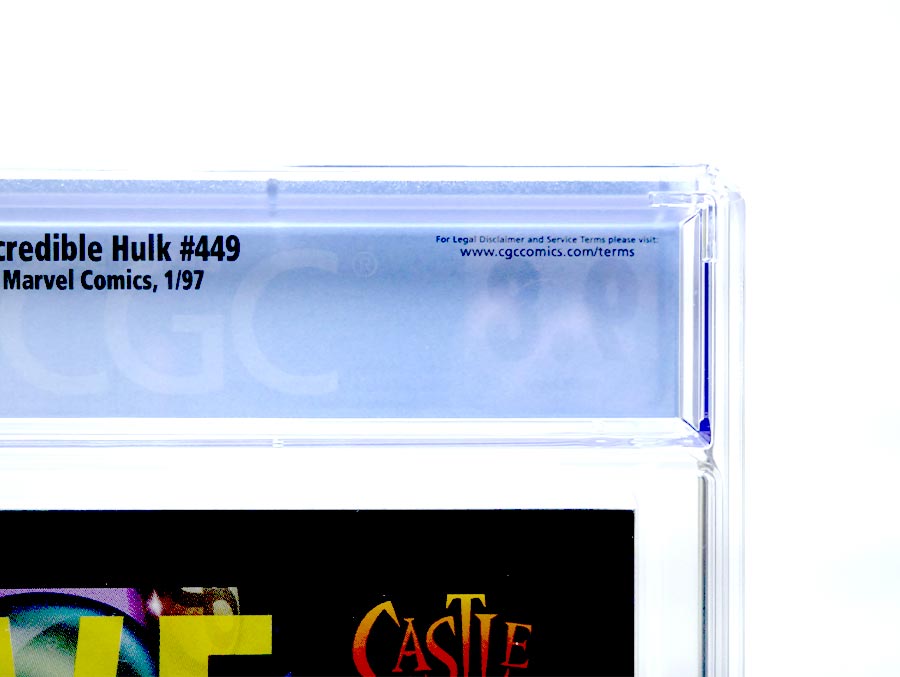 credible Hulk #449
Marvel Comics, 1/97
For Legal Disclaimer and Service Terms please visit:
www.cgccomics.com/terms
CGC®
VE
CASTLE